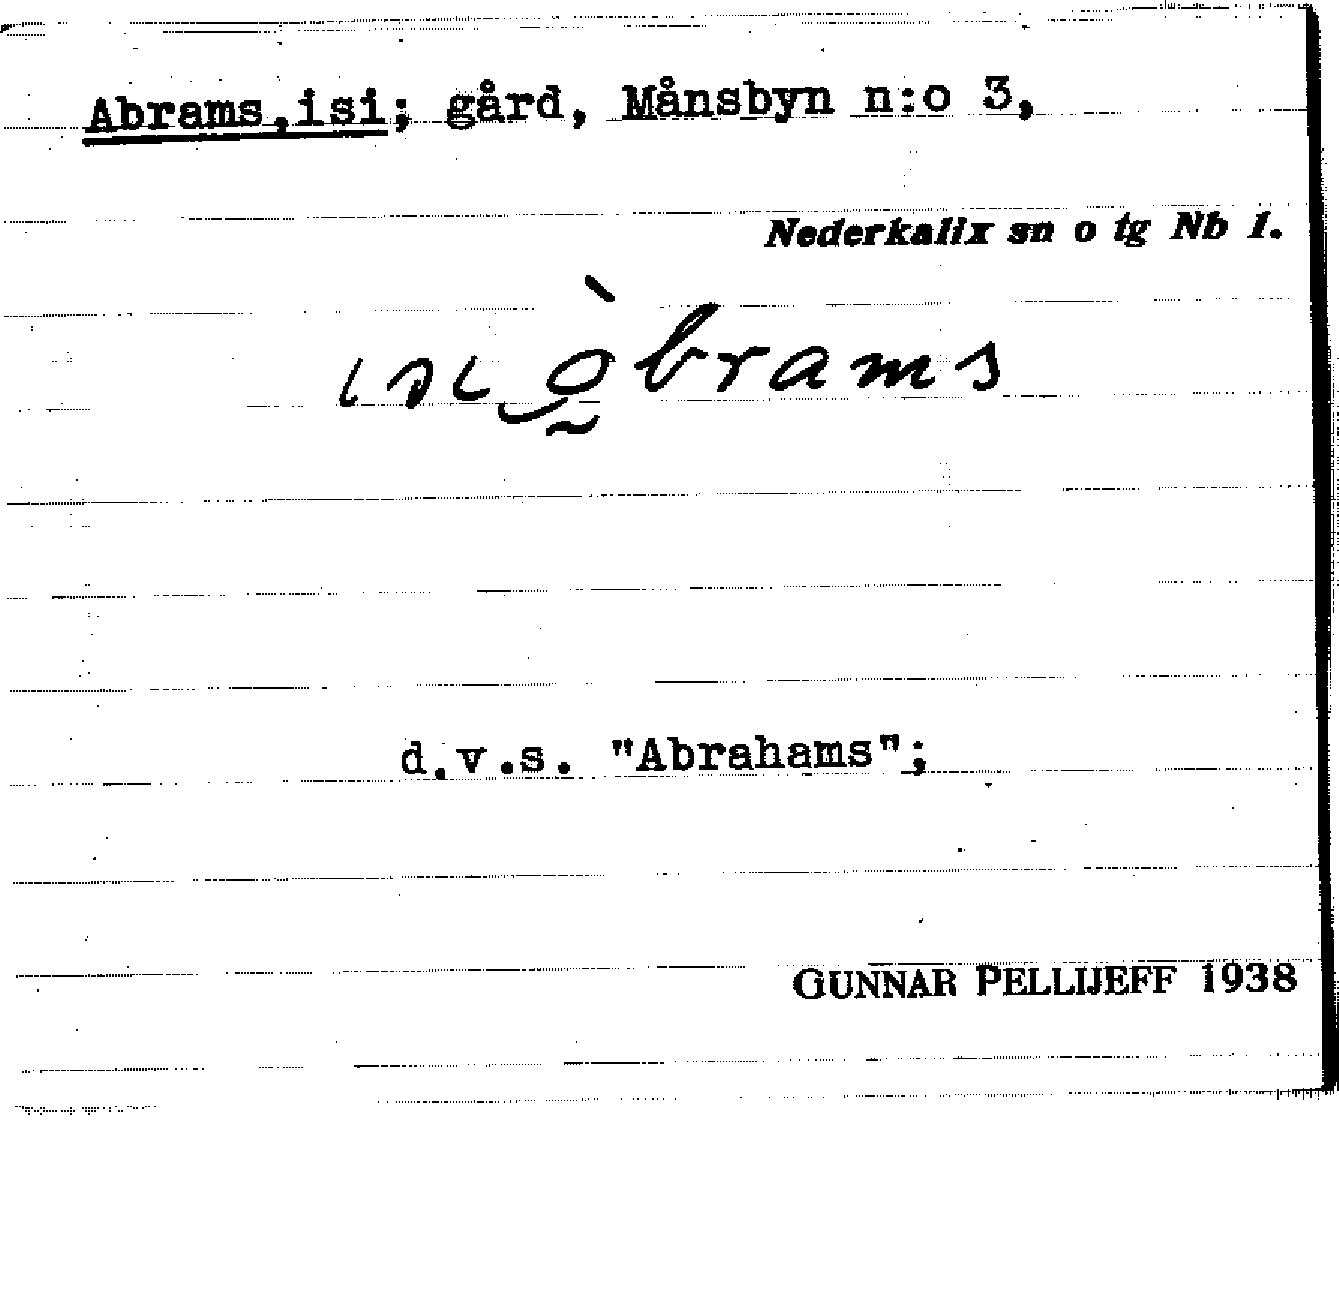 Abrams,isi; gård, Månsbyn n:o 3,
Nederkalix sn o tg Nb 1.
d.v.s. "Abrahams";
GUNNAR PELLIJEFF 1938